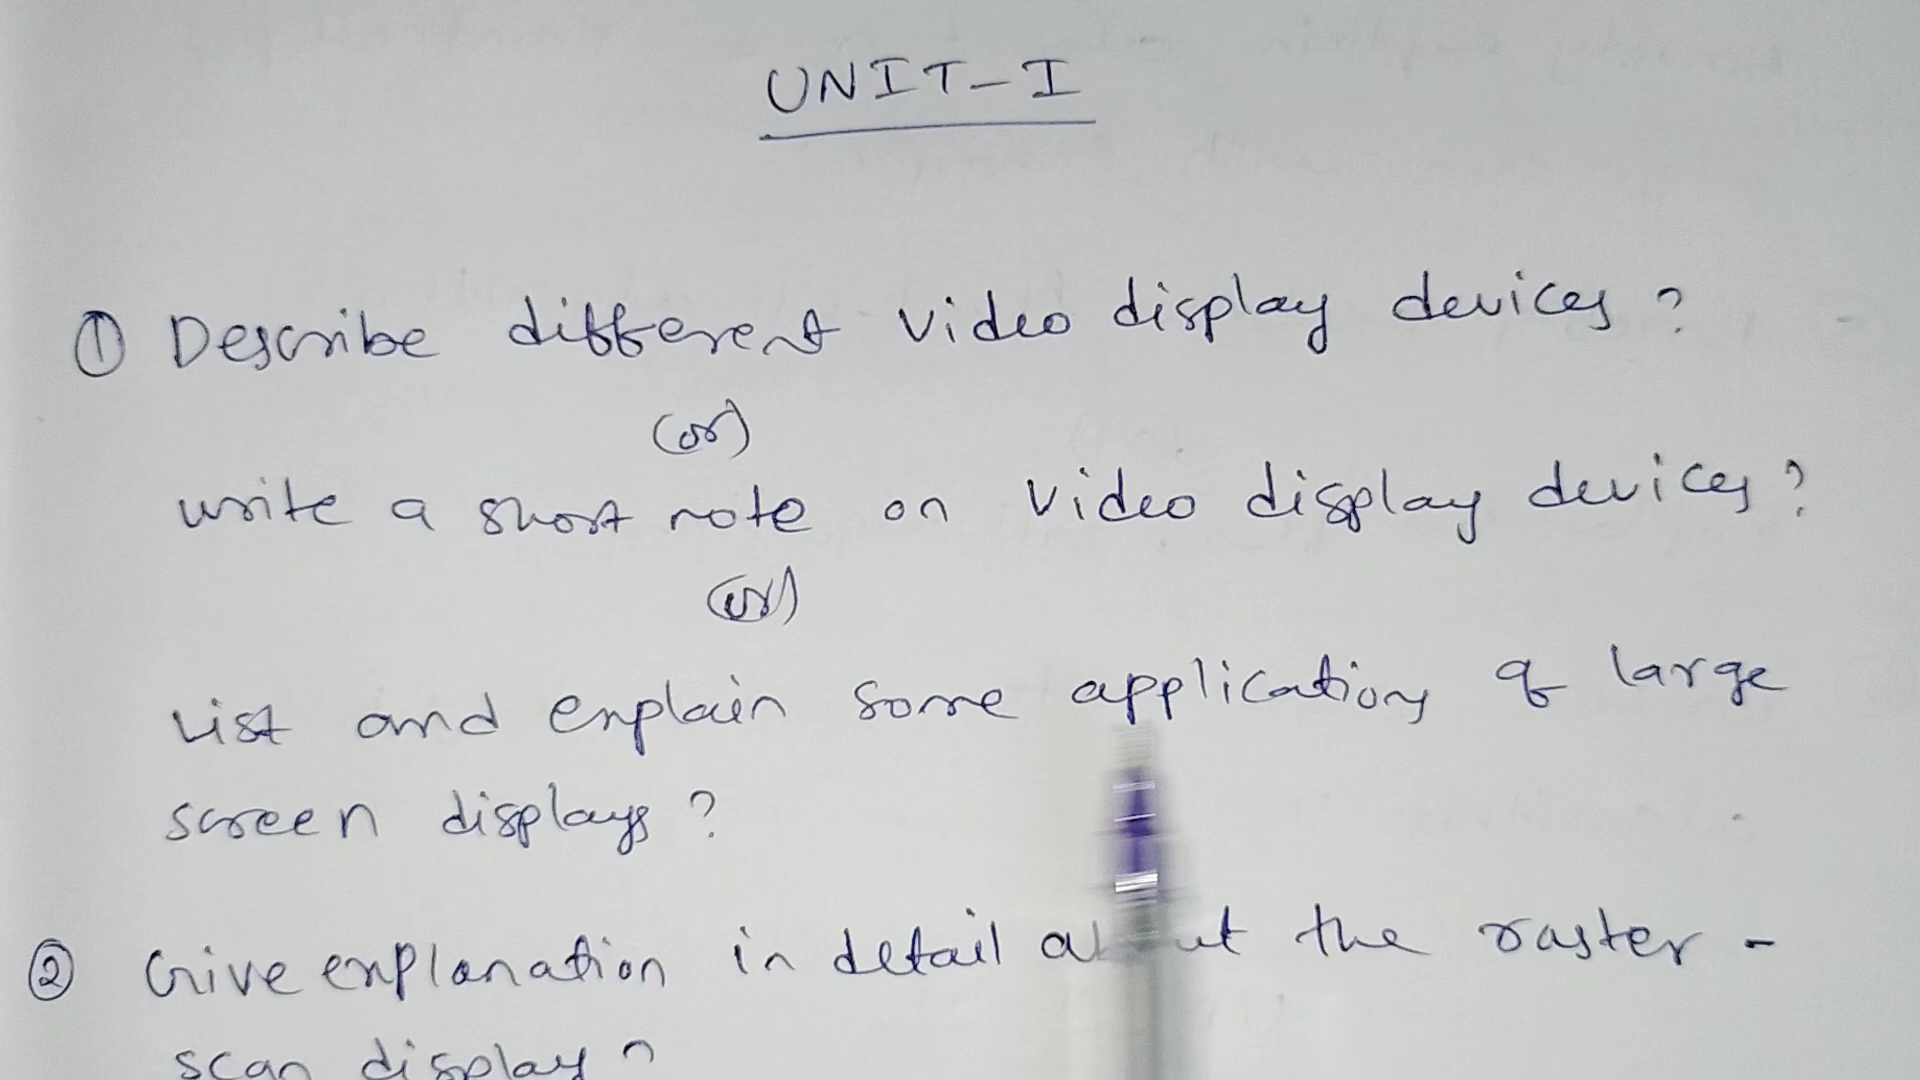 UNIT-I
① Describe different video display devices?
(or)
write a short note on video display devices?
(or)
List and explain some applications of large
screen displays?
② Give explanation in detail about the raster-
scan display?